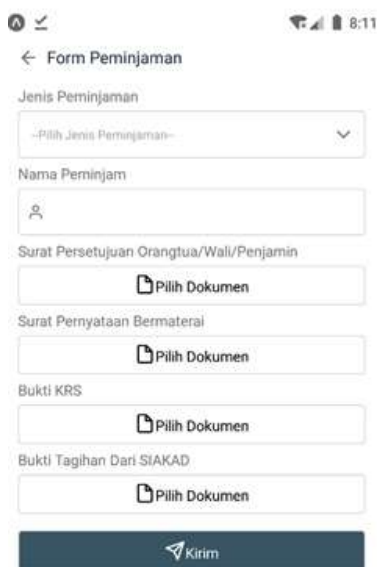 8:11
Form Peminjaman
Jenis Peminjaman
--Pilih Jenis Peminjaman--
Nama Peminjam
Surat Persetujuan Orangtua/Wali/Penjamin
Pilih Dokumen
Surat Pernyataan Bermaterai
Pilih Dokumen
Bukti KRS
Pilih Dokumen
Bukti Tagihan Dari SIAKAD
Pilih Dokumen
Kirim